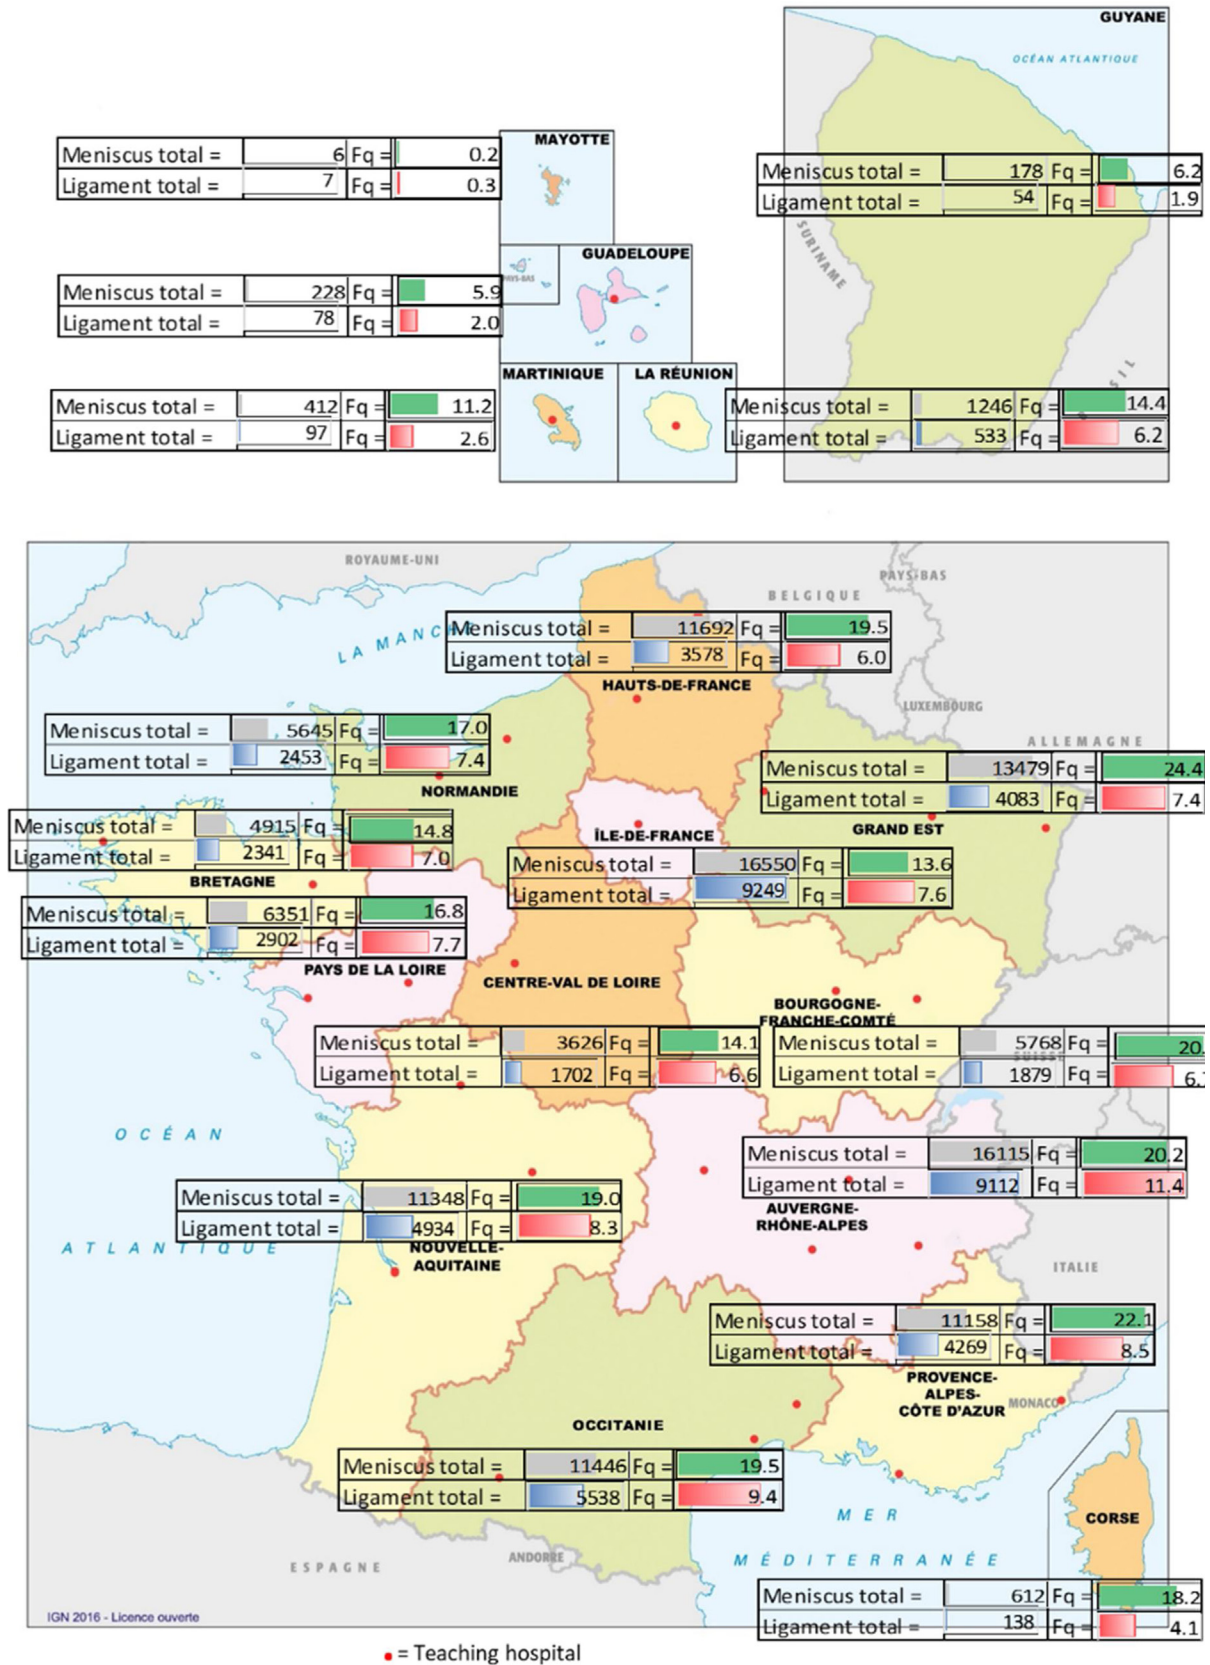 GUYANE
OCÉAN ATLANTIQUE
MAYOTTE
Meniscus total = 6 Fq = 0.2
Ligament total = 7 Fq = 0.3
Meniscus total = 178 Fq = 6.2
Ligament total = 54 Fq = 1.9
SURINAME
GUADELOUPE
PAYS-BAS
Meniscus total = 228 Fq = 5.9
Ligament total = 78 Fq = 2.0
MARTINIQUE
LA RÉUNION
Meniscus total = 412 Fq = 11.2
Ligament total = 97 Fq = 2.6
Meniscus total = 1246 Fq = 14.4
Ligament total = 533 Fq = 6.2
ROYAUME-UNI
PAYS-BAS
BELGIQUE
LA MANCHE
Meniscus total = 11692 Fq = 19.5
Ligament total = 3578 Fq = 6.0
HAUTS-DE-FRANCE
LUXEMBOURG
ALLEMAGNE
Meniscus total = 5645 Fq = 17.0
Ligament total = 2453 Fq = 7.4
NORMANDIE
Meniscus total = 13479 Fq = 24.4
Ligament total = 4083 Fq = 7.4
GRAND EST
Meniscus total = 4915 Fq = 14.8
Ligament total = 2341 Fq = 7.0
BRETAGNE
ÎLE-DE-FRANCE
Meniscus total = 16550 Fq = 13.6
Ligament total = 9249 Fq = 7.6
Meniscus total = 6351 Fq = 16.8
Ligament total = 2902 Fq = 7.7
PAYS DE LA LOIRE
CENTRE-VAL DE LOIRE
BOURGOGNE-
FRANCHE-COMTÉ
Meniscus total = 3626 Fq = 14.1
Ligament total = 1702 Fq = 6.6
Meniscus total = 5768 Fq = 20.
Ligament total = 1879 Fq = 6.
SUISSE
OCÉAN
ATLANTIQUE
Meniscus total = 16115 Fq = 20.2
Ligament total = 9112 Fq = 11.4
AUVERGNE-
RHÔNE-ALPES
Meniscus total = 11348 Fq = 19.0
Ligament total = 4934 Fq = 8.3
NOUVELLE-
AQUITAINE
ITALIE
Meniscus total = 11158 Fq = 22.1
Ligament total = 4269 Fq = 8.5
PROVENCE-
ALPES-
CÔTE D'AZUR
MONACO
OCCITANIE
Meniscus total = 11446 Fq = 19.5
Ligament total = 5538 Fq = 9.4
MER
MÉDITERRANÉE
CORSE
ESPAGNE
ANDORRE
Meniscus total = 612 Fq = 18.2
Ligament total = 138 Fq = 4.1
IGN 2016 - Licence ouverte
= Teaching hospital